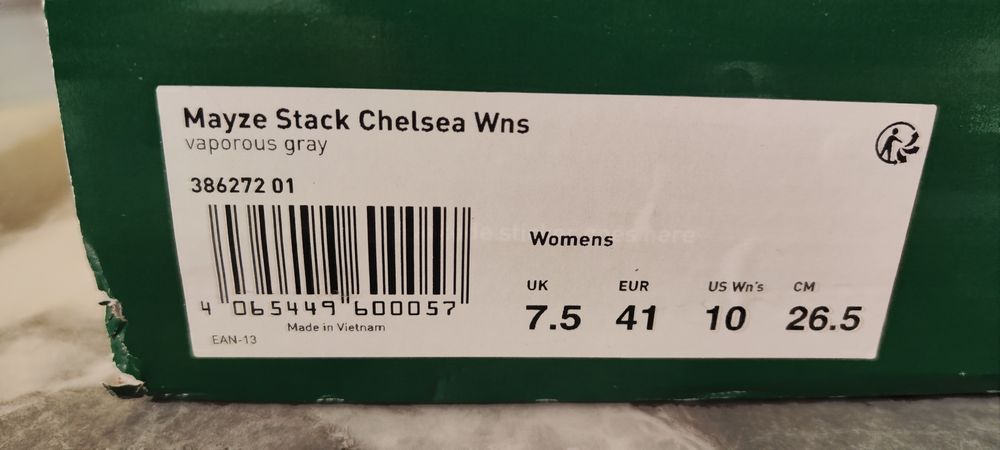 Mayze Stack Chelsea Wns
vaporous gray
386272 01
4 065449 600057
Made in Vietnam
EAN-13
Womens
UK EUR US Wn's CM
7.5 41 10 26.5